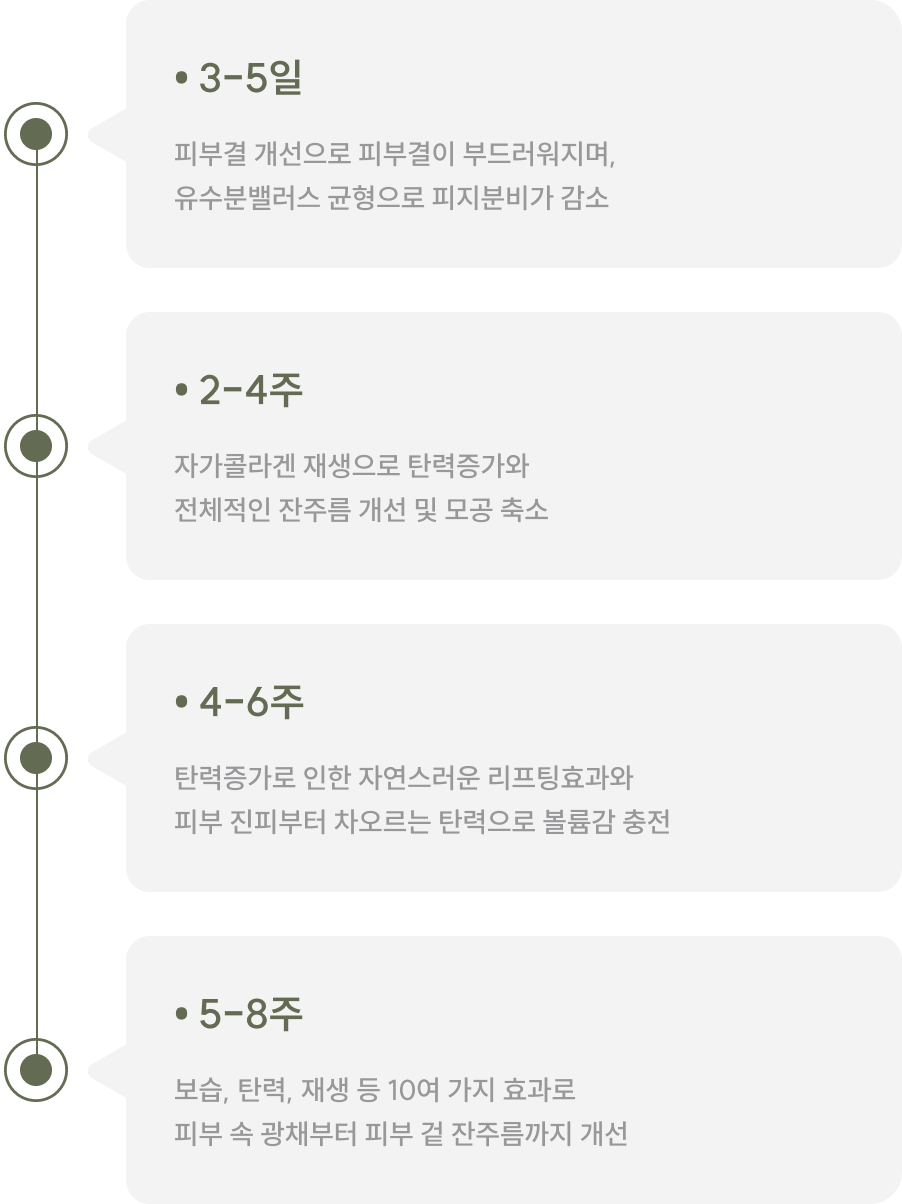 • 3-5일
피부결 개선으로 피부결이 부드러워지며,
유수분밸러스 균형으로 피지분비가 감소
• 2-4주
자가콜라겐 재생으로 탄력증가와
전체적인 잔주름 개선 및 모공 축소
• 4-6주
탄력증가로 인한 자연스러운 리프팅효과와
피부 진피부터 차오르는 탄력으로 볼륨감 충전
• 5-8주
보습, 탄력, 재생 등 10여 가지 효과로
피부 속 광채부터 피부 겉 잔주름까지 개선